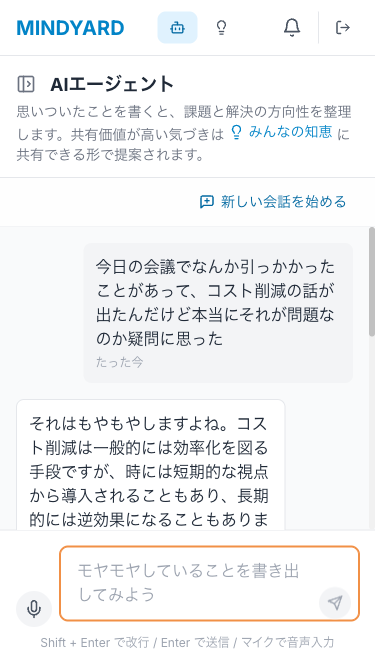 MINDYARD
AIエージェント
思いついたことを書くと、課題と解決の方向性を整理
します。共有価値が高い気づきは みんなの知恵 に
共有できる形で提案されます。
新しい会話を始める
今日の会議でなんか引っかかった
ことがあって、コスト削減の話が
出たんだけど本当にそれが問題な
のか疑問に思った
たった今
それはもやもやしますよね。コス
ト削減は一般的には効率化を図る
手段ですが、時には短期的な視点
から導入されることもあり、長期
的には逆効果になることもありま
モヤモヤしていることを書き出
してみよう
Shift + Enter で改行 / Enter で送信 / マイクで音声入力